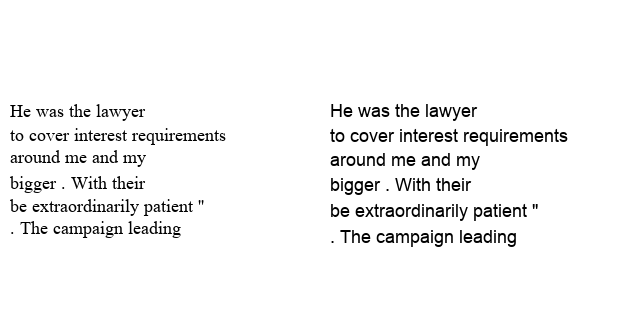 He was the lawyer
to cover interest requirements
around me and my
bigger . With their
be extraordinarily patient "
. The campaign leading
He was the lawyer
to cover interest requirements
around me and my
bigger . With their
be extraordinarily patient "
. The campaign leading